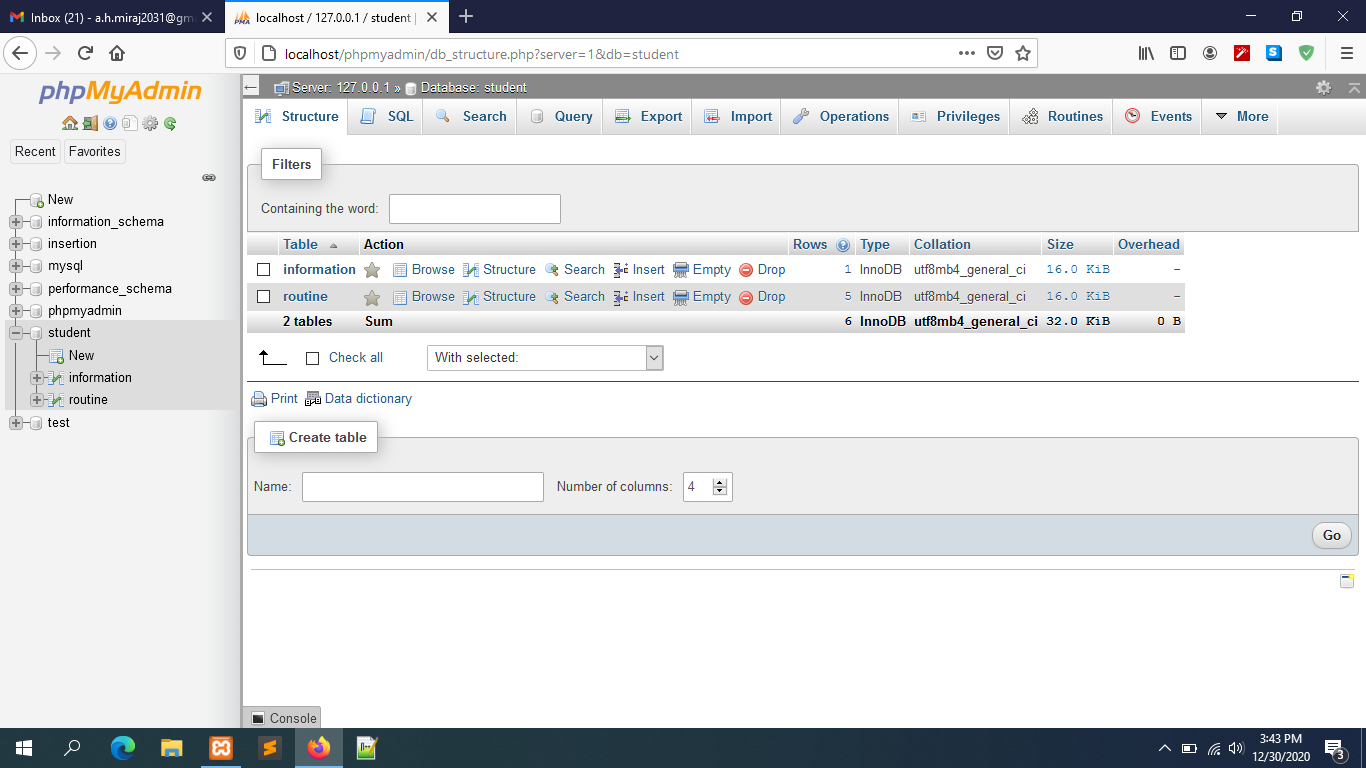 Inbox (21) - a.h.miraj2031@gm
localhost / 127.0.0.1 / student |
localhost/phpmyadmin/db_structure.php?server=1&db=student
phpMyAdmin
Recent Favorites
New
information_schema
insertion
mysql
performance_schema
phpmyadmin
student
New
information
routine
test
Server: 127.0.0.1 » Database: student
Structure SQL Search Query Export Import Operations Privileges Routines Events More
Filters
Containing the word:
Table Action Rows Type Collation Size Overhead
information Browse Structure Search Insert Empty Drop 1 InnoDB utf8mb4_general_ci 16.0 KiB -
routine Browse Structure Search Insert Empty Drop 5 InnoDB utf8mb4_general_ci 16.0 KiB -
2 tables Sum 6 InnoDB utf8mb4_general_ci 32.0 KiB 0 B
Check all With selected:
Print Data dictionary
Create table
Name: Number of columns: 4
Go
Console
3:43 PM
12/30/2020
3